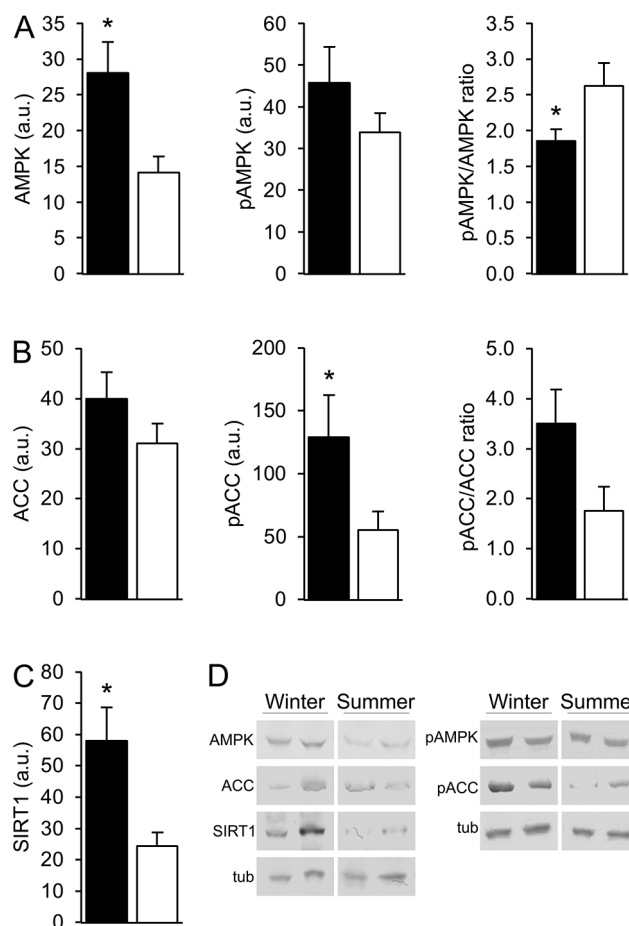 A
AMPK (a.u.)
35
30
25
20
15
10
5
0
*
pAMPK (a.u.)
60
50
40
30
20
10
0
pAMPK/AMPK ratio
3.5
3.0
2.5
2.0
1.5
1.0
0.5
0.0
*
B
ACC (a.u.)
50
40
30
20
10
0
pACC (a.u.)
200
150
100
50
0
*
pACC/ACC ratio
5.0
4.0
3.0
2.0
1.0
0.0
C
SIRT1 (a.u.)
80
70
60
50
40
30
20
10
0
*
D
Winter Summer
AMPK
ACC
SIRT1
tub
Winter Summe
pAMPK
pACC
tub